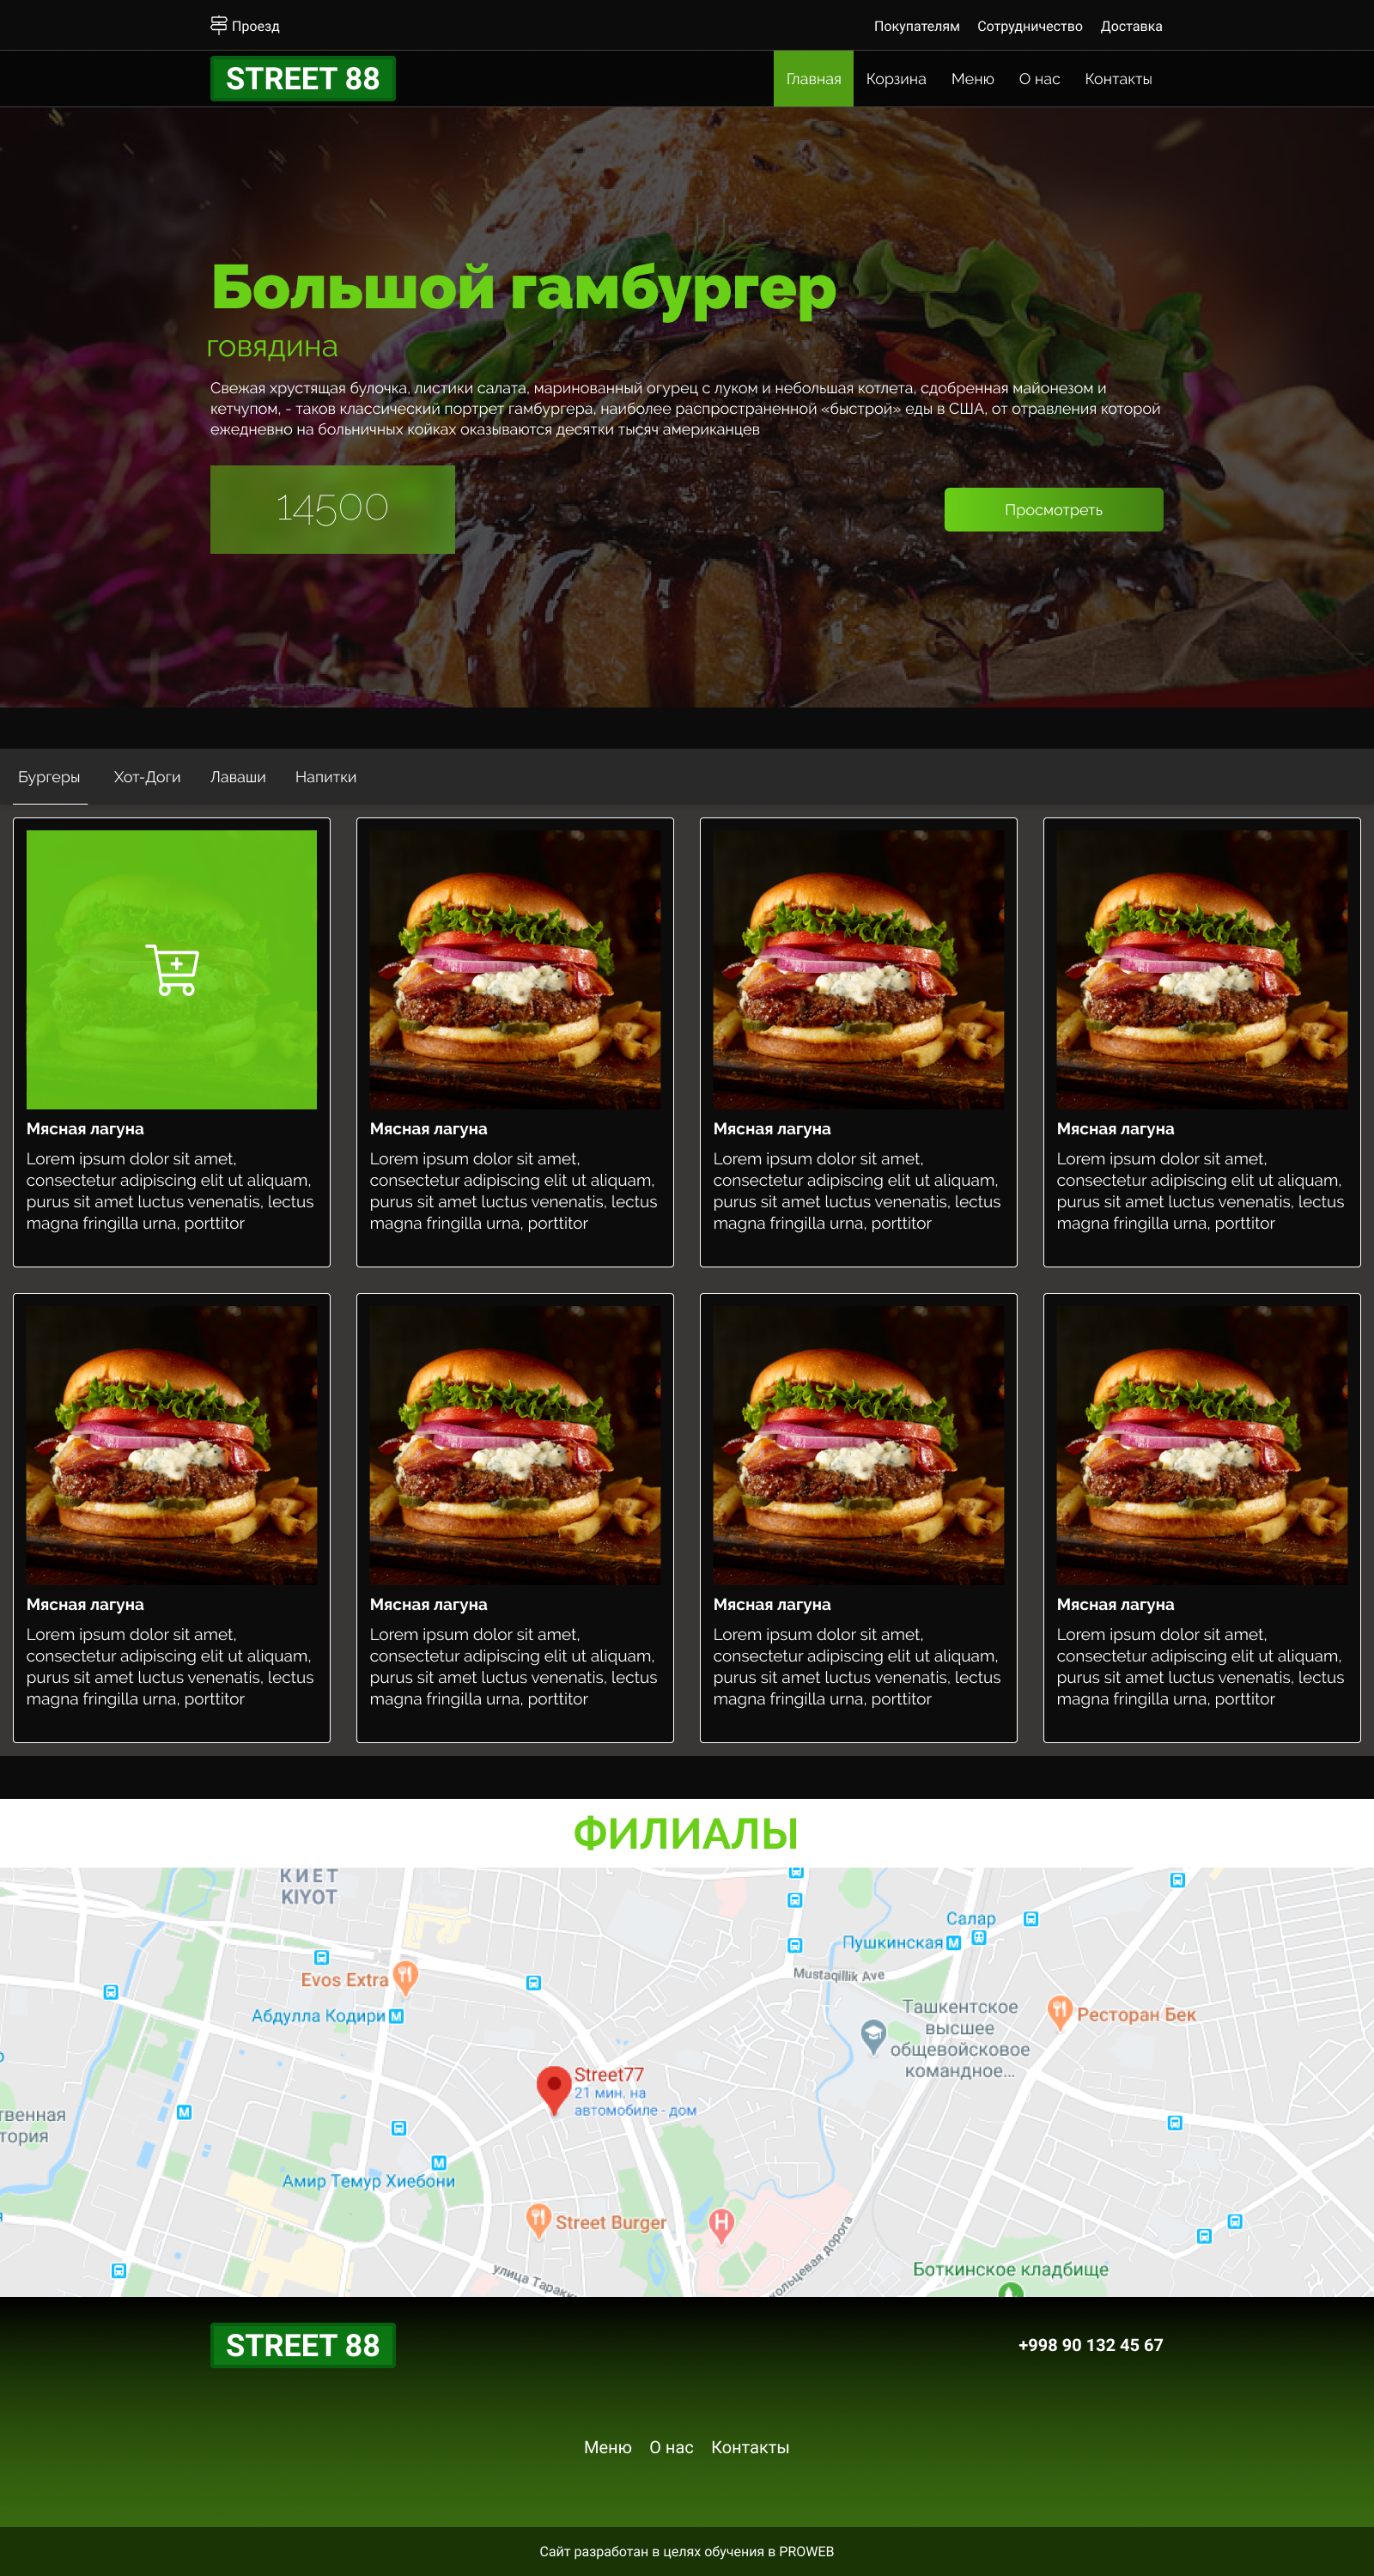 Проезд
Покупателям Сотрудничество Доставка
STREET 88
Главная Корзина Меню О нас Контакты
Большой гамбургер
говядина
Свежая хрустящая булочка, листики салата, маринованный огурец с луком и небольшая котлета, сдобренная майонезом и
кетчупом, - таков классический портрет гамбургера, наиболее распространенной «быстрой» еды в США, от отравления которой
ежедневно на больничных койках оказываются десятки тысяч американцев
14500
Просмотреть
Бургеры Хот-Доги Лаваши Напитки
Мясная лагуна
Lorem ipsum dolor sit amet,
consectetur adipiscing elit ut aliquam,
purus sit amet luctus venenatis, lectus
magna fringilla urna, porttitor
Мясная лагуна
Lorem ipsum dolor sit amet,
consectetur adipiscing elit ut aliquam,
purus sit amet luctus venenatis, lectus
magna fringilla urna, porttitor
Мясная лагуна
Lorem ipsum dolor sit amet,
consectetur adipiscing elit ut aliquam,
purus sit amet luctus venenatis, lectus
magna fringilla urna, porttitor
Мясная лагуна
Lorem ipsum dolor sit amet,
consectetur adipiscing elit ut aliquam,
purus sit amet luctus venenatis, lectus
magna fringilla urna, porttitor
Мясная лагуна
Lorem ipsum dolor sit amet,
consectetur adipiscing elit ut aliquam,
purus sit amet luctus venenatis, lectus
magna fringilla urna, porttitor
Мясная лагуна
Lorem ipsum dolor sit amet,
consectetur adipiscing elit ut aliquam,
purus sit amet luctus venenatis, lectus
magna fringilla urna, porttitor
Мясная лагуна
Lorem ipsum dolor sit amet,
consectetur adipiscing elit ut aliquam,
purus sit amet luctus venenatis, lectus
magna fringilla urna, porttitor
Мясная лагуна
Lorem ipsum dolor sit amet,
consectetur adipiscing elit ut aliquam,
purus sit amet luctus venenatis, lectus
magna fringilla urna, porttitor
ФИЛИАЛЫ
КИЕТ
KIYOT
Салар
Пушкинская M
Mustaqillik Ave
Evos Extra
Абдулла Кодири M
Ташкентское
высшее
общевойсковое
командное...
Ресторан Бек
Street77
21 мин. на
автомобиле - дом
твенная
тория
M
M
Амир Темур Хиебони
Street Burger
H
кольцевая дорога
улица Таракк
Боткинское кладбище
STREET 88
+998 90 132 45 67
Меню О нас Контакты
Сайт разработан в целях обучения в PROWEB